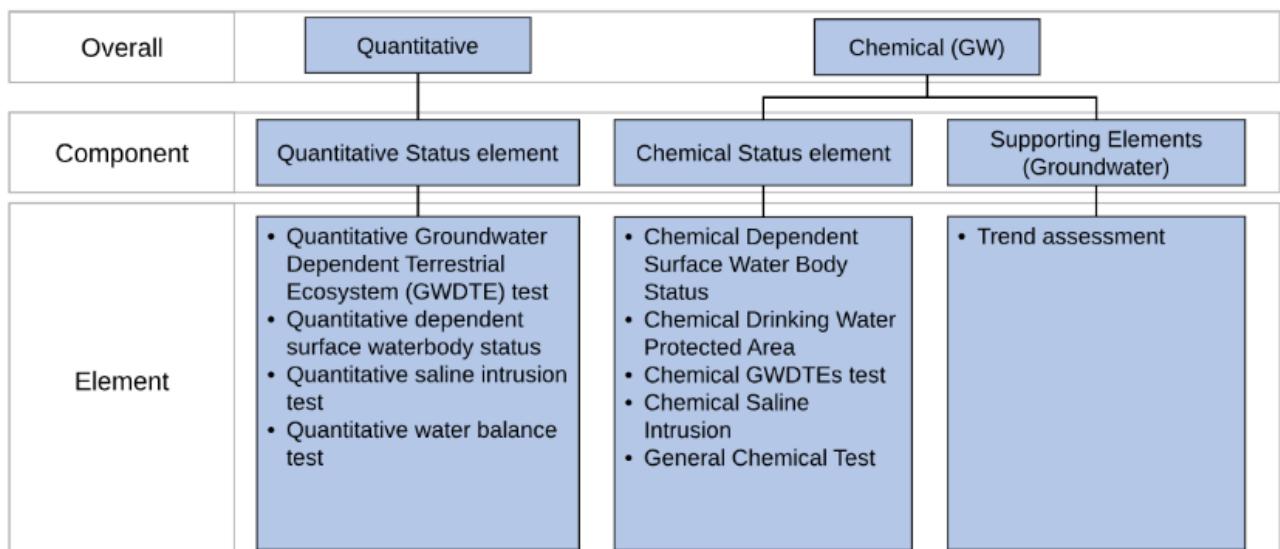 Overall
Quantitative
Chemical (GW)
Component
Quantitative Status element
Chemical Status element
Supporting Elements
(Groundwater)
Element
• Quantitative Groundwater
Dependent Terrestrial
Ecosystem (GWDTE) test
• Quantitative dependent
surface waterbody status
• Quantitative saline intrusion
test
• Quantitative water balance
test
• Chemical Dependent
Surface Water Body
Status
• Chemical Drinking Water
Protected Area
• Chemical GWDTEs test
• Chemical Saline
Intrusion
• General Chemical Test
• Trend assessment